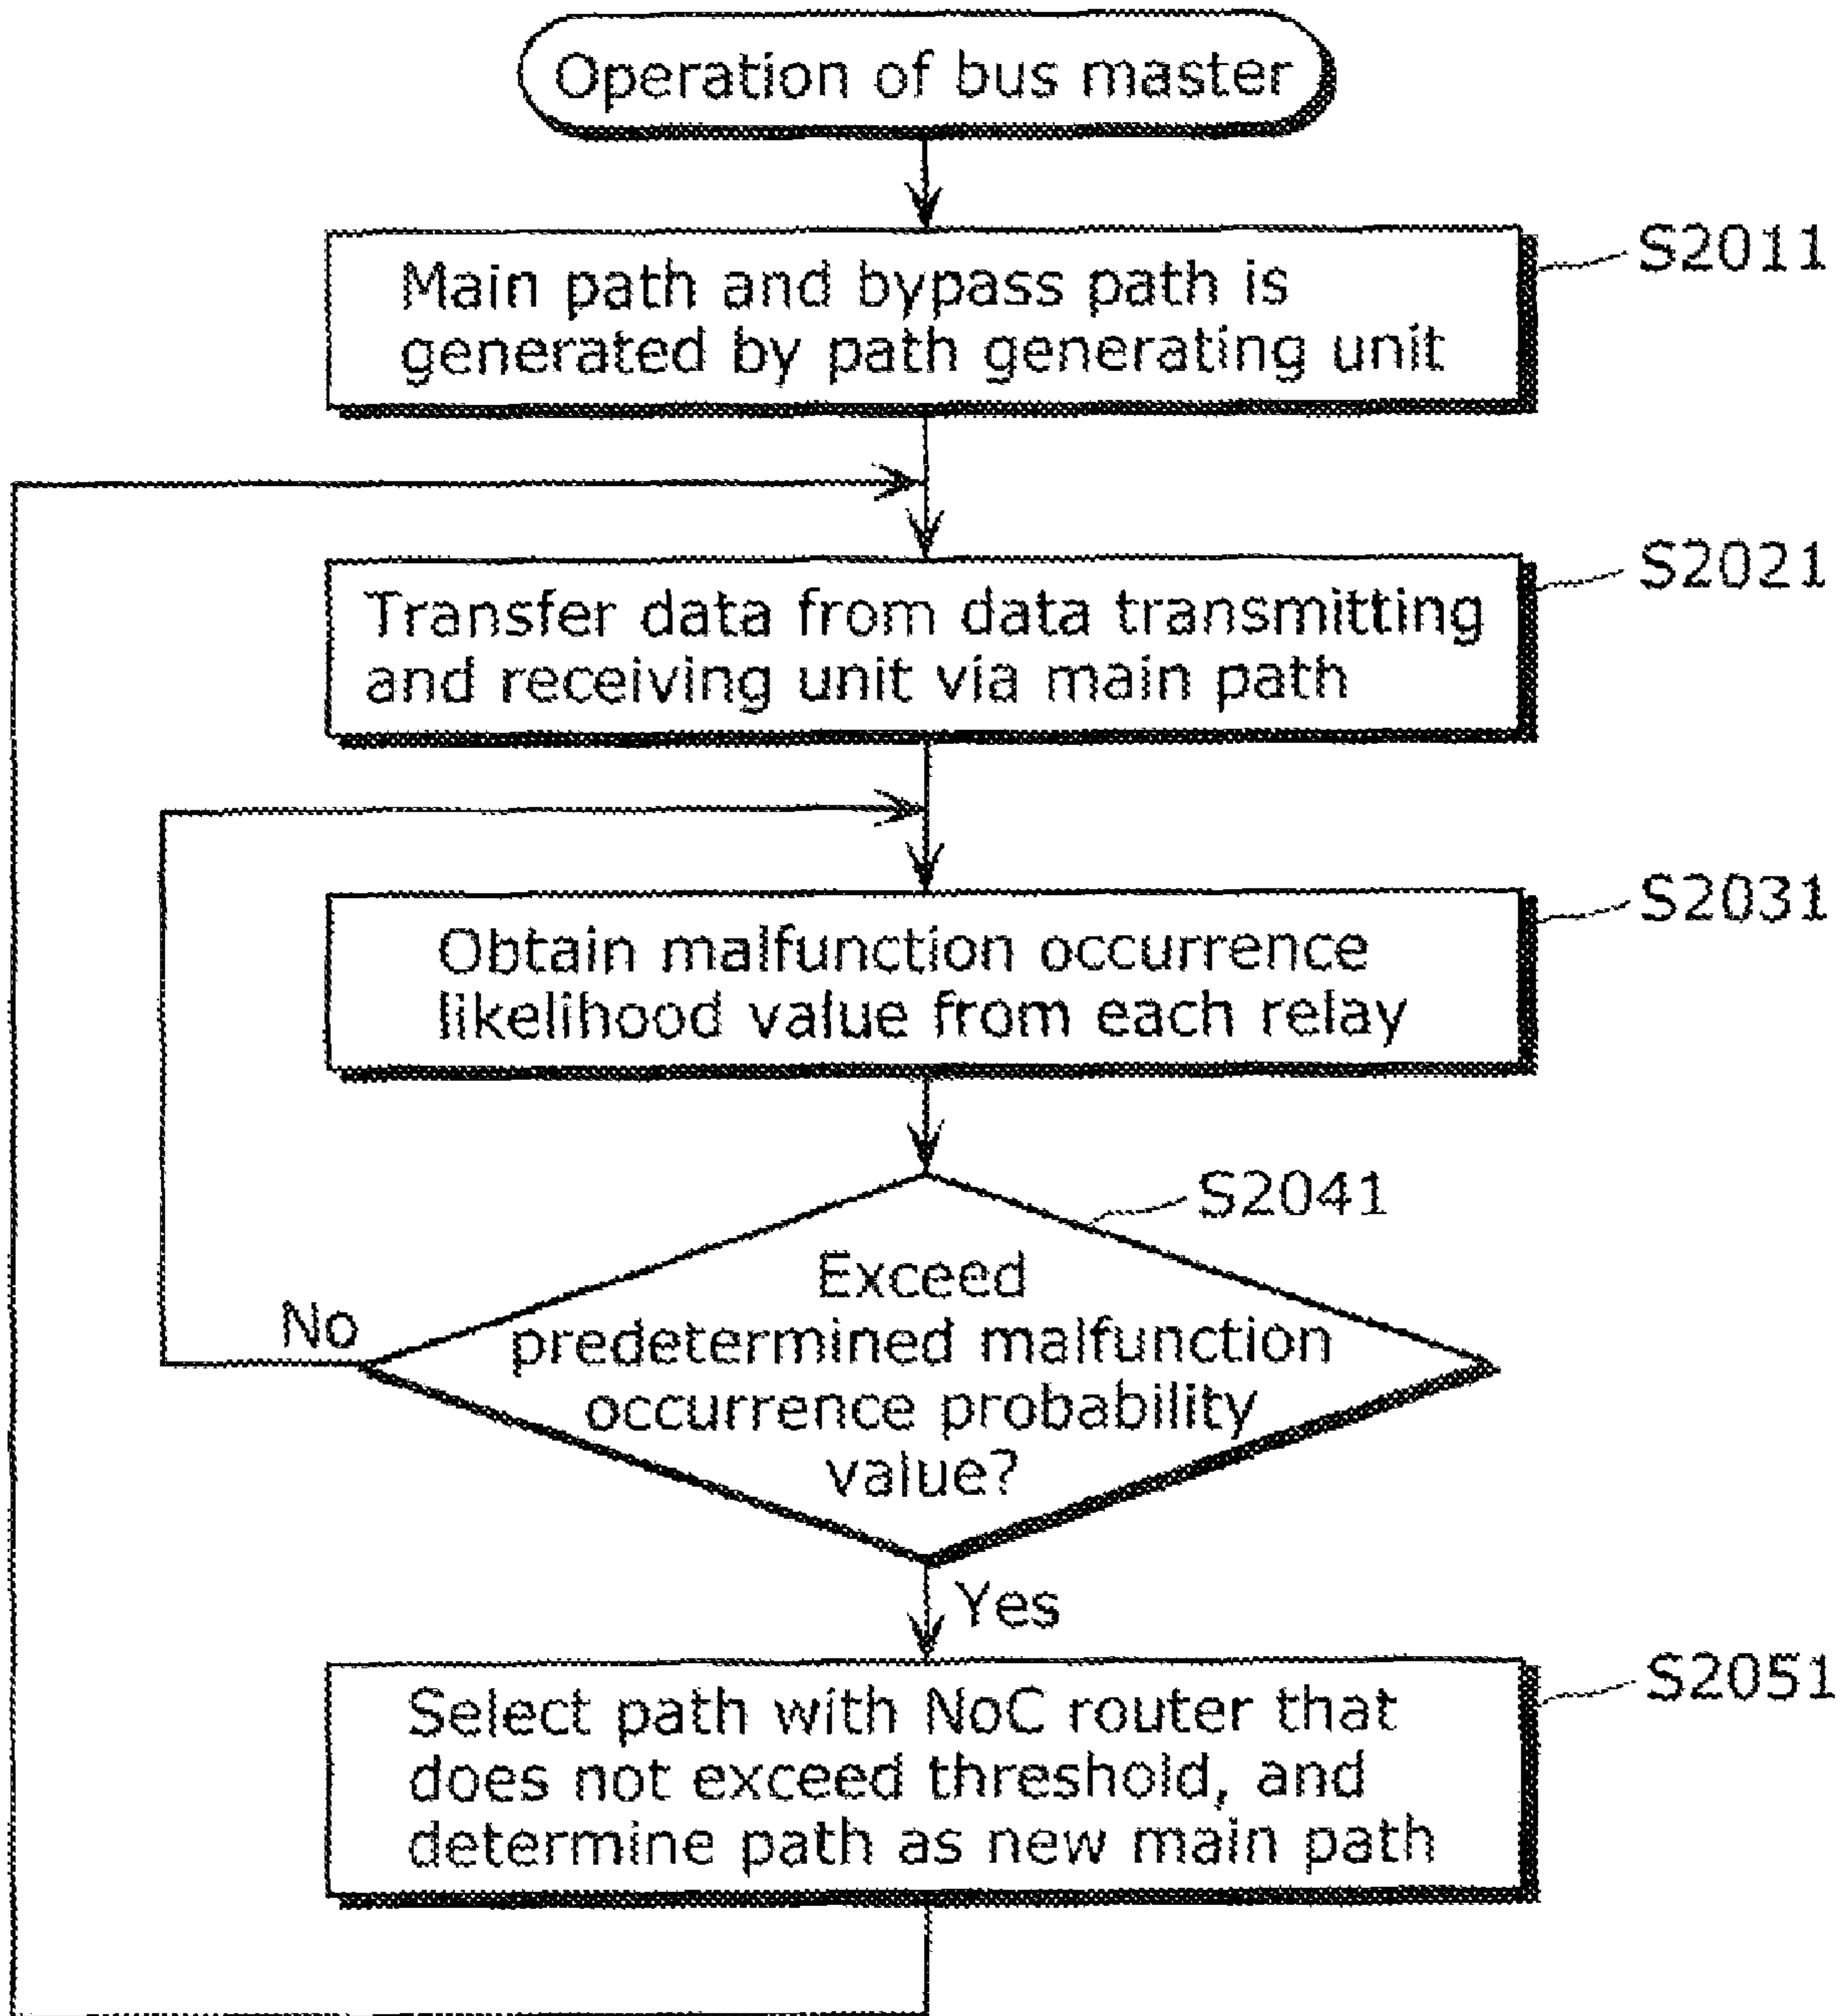 Operation of bus master
S2011
Main path and bypass path is
generated by path generating unit
S2021
Transfer data from data transmitting
and receiving unit via main path
S2031
Obtain malfunction occurrence
likelihood value from each relay
S2041
Exceed
predetermined malfunction
occurrence probability
value?
No
Yes
S2051
Select path with NoC router that
does not exceed threshold, and
determine path as new main path